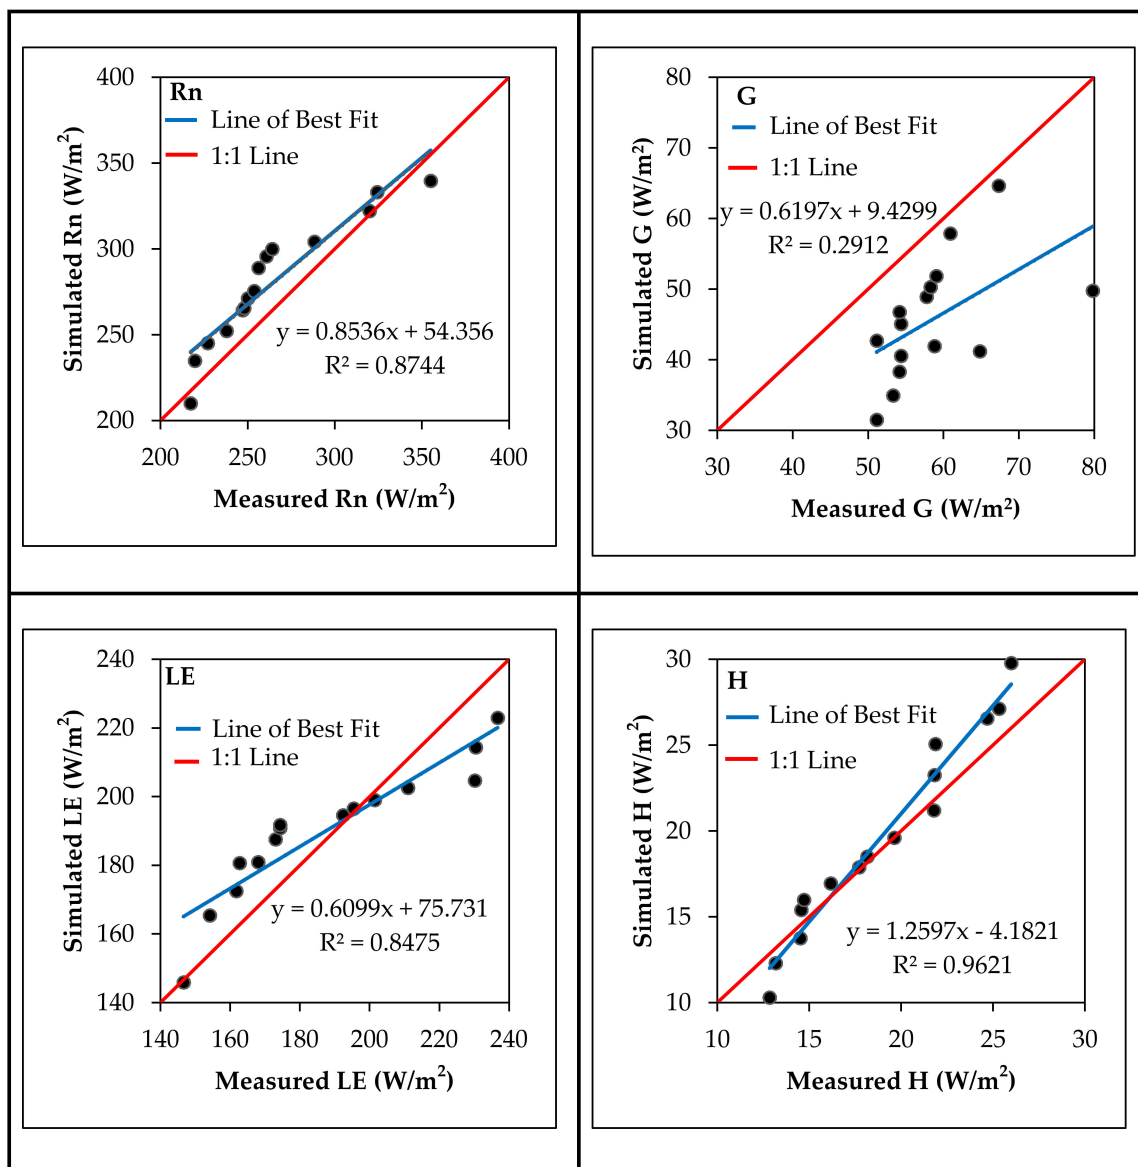 Rn
Line of Best Fit
1:1 Line
y = 0.8536x + 54.356
R² = 0.8744
400
350
300
250
200
200 250 300 350 400
Simulated Rn (W/m²)
Measured Rn (W/m²)
G
Line of Best Fit
1:1 Line
y = 0.6197x + 9.4299
R² = 0.2912
80
70
60
50
40
30
30 40 50 60 70 80
Simulated G (W/m²)
Measured G (W/m²)
LE
Line of Best Fit
1:1 Line
y = 0.6099x + 75.731
R² = 0.8475
240
220
200
180
160
140
140 160 180 200 220 240
Simulated LE (W/m²)
Measured LE (W/m²)
H
Line of Best Fit
1:1 Line
y = 1.2597x - 4.1821
R² = 0.9621
30
25
20
15
10
10 15 20 25 30
Simulated H (W/m²)
Measured H (W/m²)